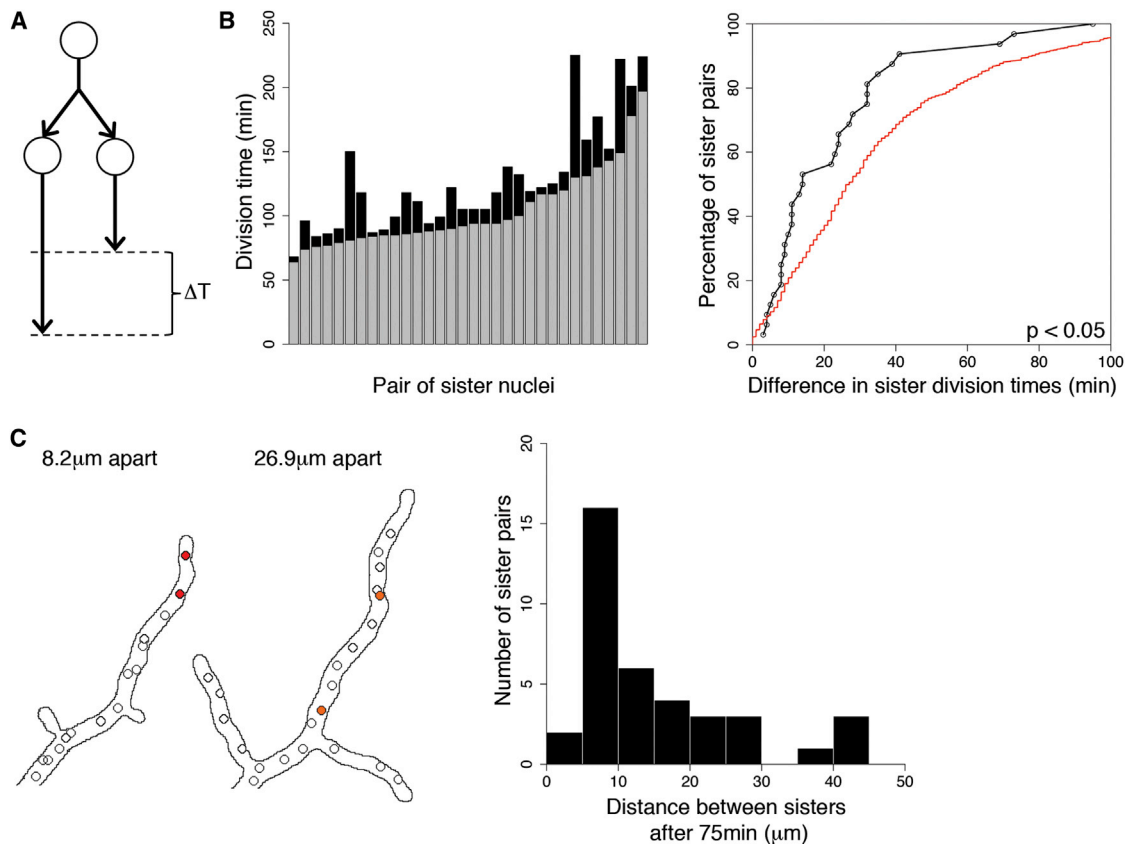 A
ΔT
B
Division time (min)
0
50
100
150
200
250
Pair of sister nuclei
Percentage of sister pairs
0
20
40
60
80
100
0
20
40
60
80
100
p < 0.05
Difference in sister division times (min)
C
8.2μm apart
26.9μm apart
Number of sister pairs
0
5
10
15
20
0
10
20
30
40
50
Distance between sisters
after 75min (μm)